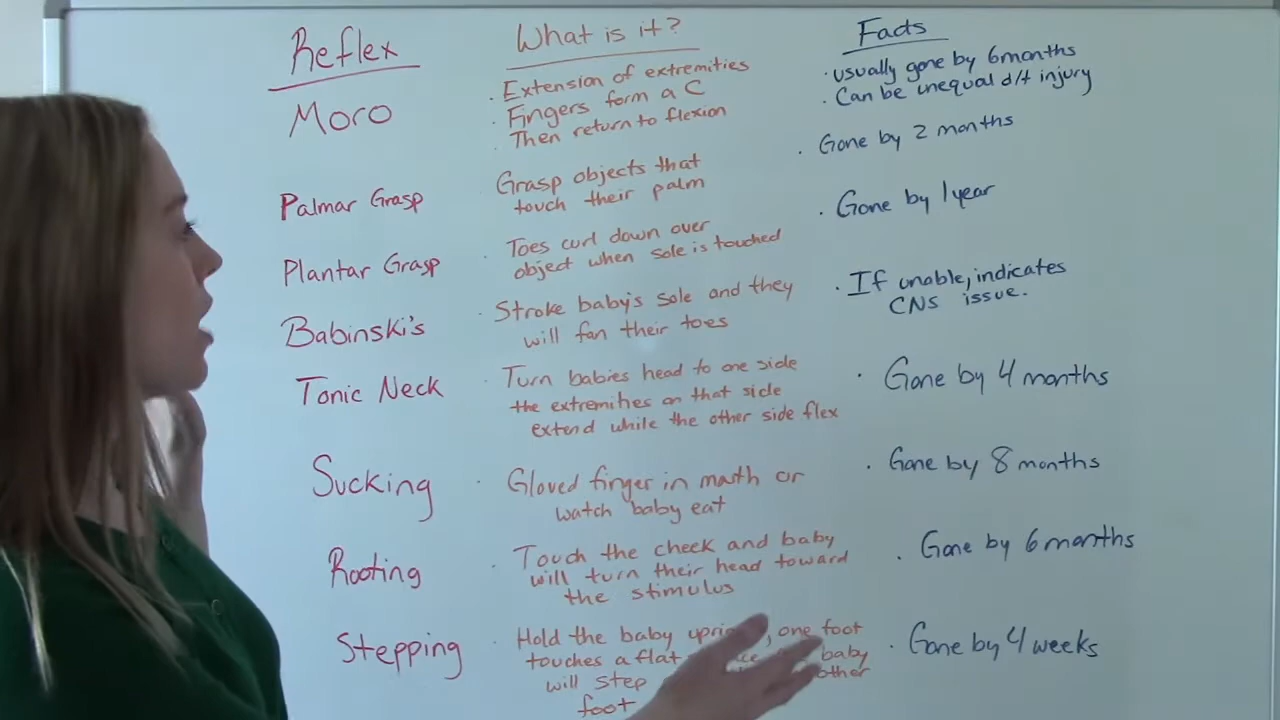 Reflex
What is it?
Facts
Moro
. Extension of extremities
. Fingers form a C
. Then return to flexion
. usually gone by 6 months
. Can be unequal d/t injury
Palmar Grasp
. Grasp objects that
touch their palm
. Gone by 2 months
Plantar Grasp
. Toes curl down over
object when sole is touched
. Gone by 1 year
Babinski's
. Stroke baby's sole and they
will fan their toes
. If unable, indicates
CNS issue.
Tonic Neck
. Turn babies head to one side
the extremities on that side
extend while the other side flex
. Gone by 4 months
Sucking
. Gloved finger in mouth or
watch baby eat
. Gone by 8 months
Rooting
. Touch the cheek and baby
will turn their head toward
the stimulus
. Gone by 6 months
Stepping
. Hold the baby , one foot
touches a flat baby
will step other
foot
. Gone by 4 weeks